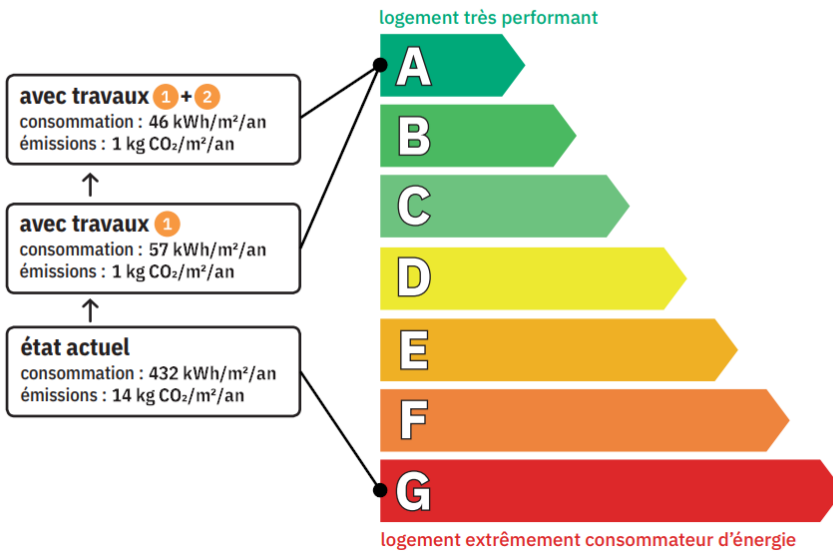 logement très performant
A
avec travaux 1 + 2
consommation : 46 kWh/m²/an
émissions : 1 kg CO₂/m²/an
B
C
avec travaux 1
consommation : 57 kWh/m²/an
émissions : 1 kg CO₂/m²/an
D
état actuel
consommation : 432 kWh/m²/an
émissions : 14 kg CO₂/m²/an
E
F
G
logement extrêmement consommateur d’énergie